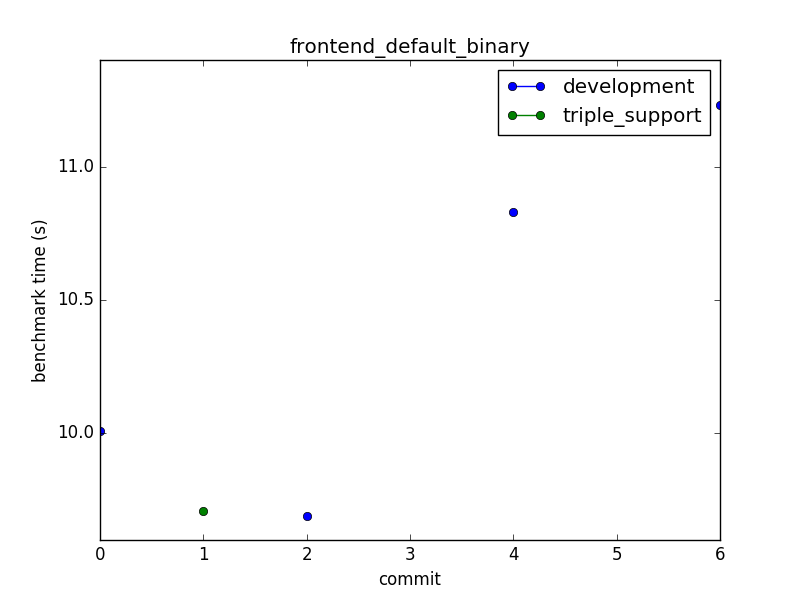 frontend_default_binary
development
triple_support
11.0
10.5
10.0
benchmark time (s)
0 1 2 3 4 5 6
commit